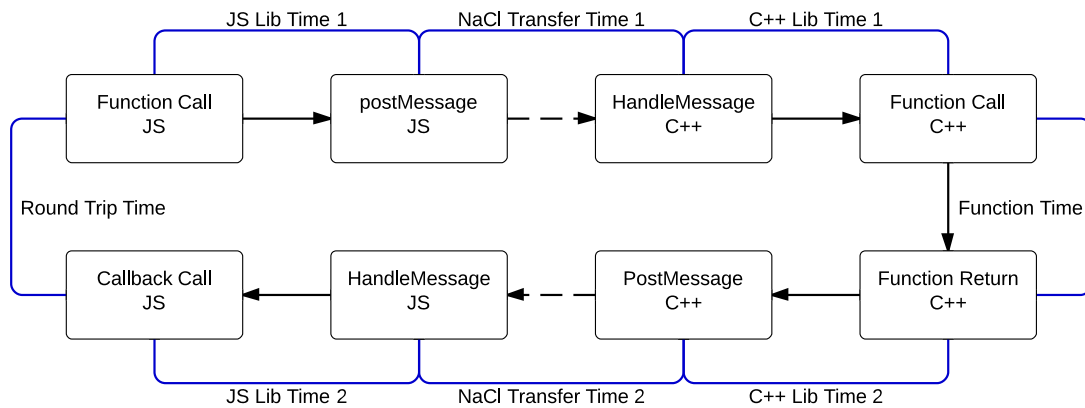 JS Lib Time 1
NaCl Transfer Time 1
C++ Lib Time 1
Function Call
JS
postMessage
JS
HandleMessage
C++
Function Call
C++
Round Trip Time
Function Time
Callback Call
JS
HandleMessage
JS
PostMessage
C++
Function Return
C++
JS Lib Time 2
NaCl Transfer Time 2
C++ Lib Time 2